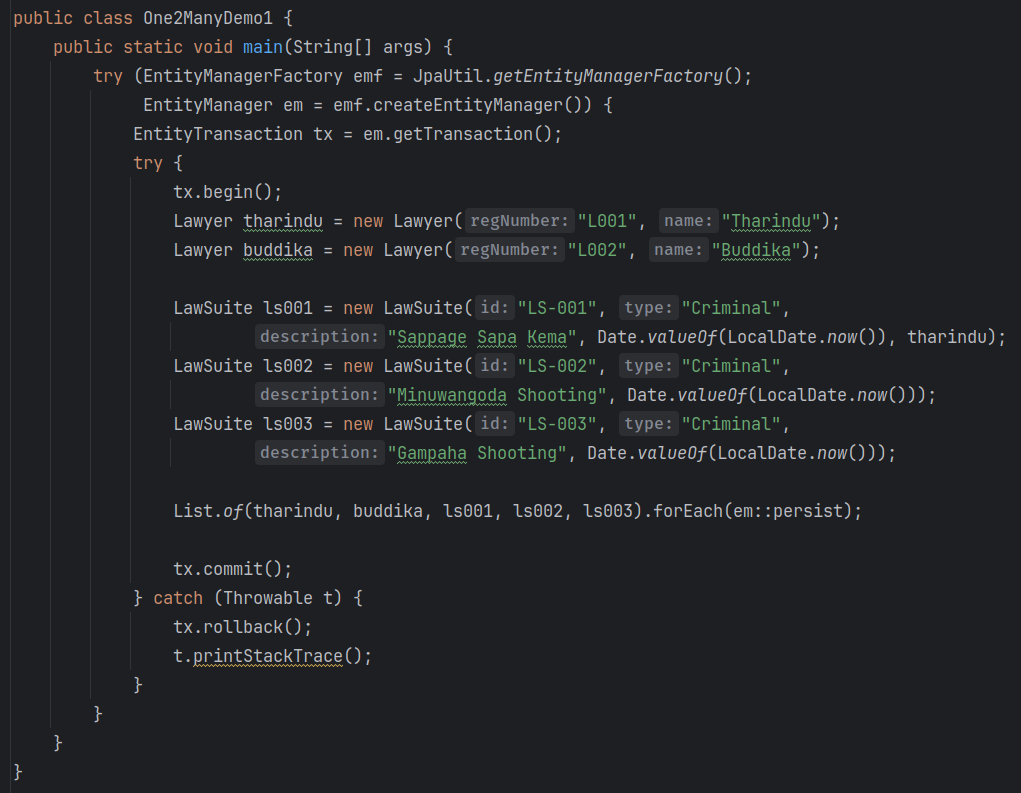 public class One2ManyDemo1 {
    public static void main(String[] args) {
        try (EntityManagerFactory emf = JpaUtil.getEntityManagerFactory();
             EntityManager em = emf.createEntityManager()) {
            EntityTransaction tx = em.getTransaction();
            try {
                tx.begin();
                Lawyer tharindu = new Lawyer( regNumber: "L001", name: "Tharindu");
                Lawyer buddika = new Lawyer( regNumber: "L002", name: "Buddika");

                LawSuite ls001 = new LawSuite( id: "LS-001", type: "Criminal",
                        description: "Sappage Sapa Kema", Date.valueOf(LocalDate.now()), tharindu);
                LawSuite ls002 = new LawSuite( id: "LS-002", type: "Criminal",
                        description: "Minuwangoda Shooting", Date.valueOf(LocalDate.now()));
                LawSuite ls003 = new LawSuite( id: "LS-003", type: "Criminal",
                        description: "Gampaha Shooting", Date.valueOf(LocalDate.now()));

                List.of(tharindu, buddika, ls001, ls002, ls003).forEach(em::persist);

                tx.commit();
            } catch (Throwable t) {
                tx.rollback();
                t.printStackTrace();
            }
        }
    }
}